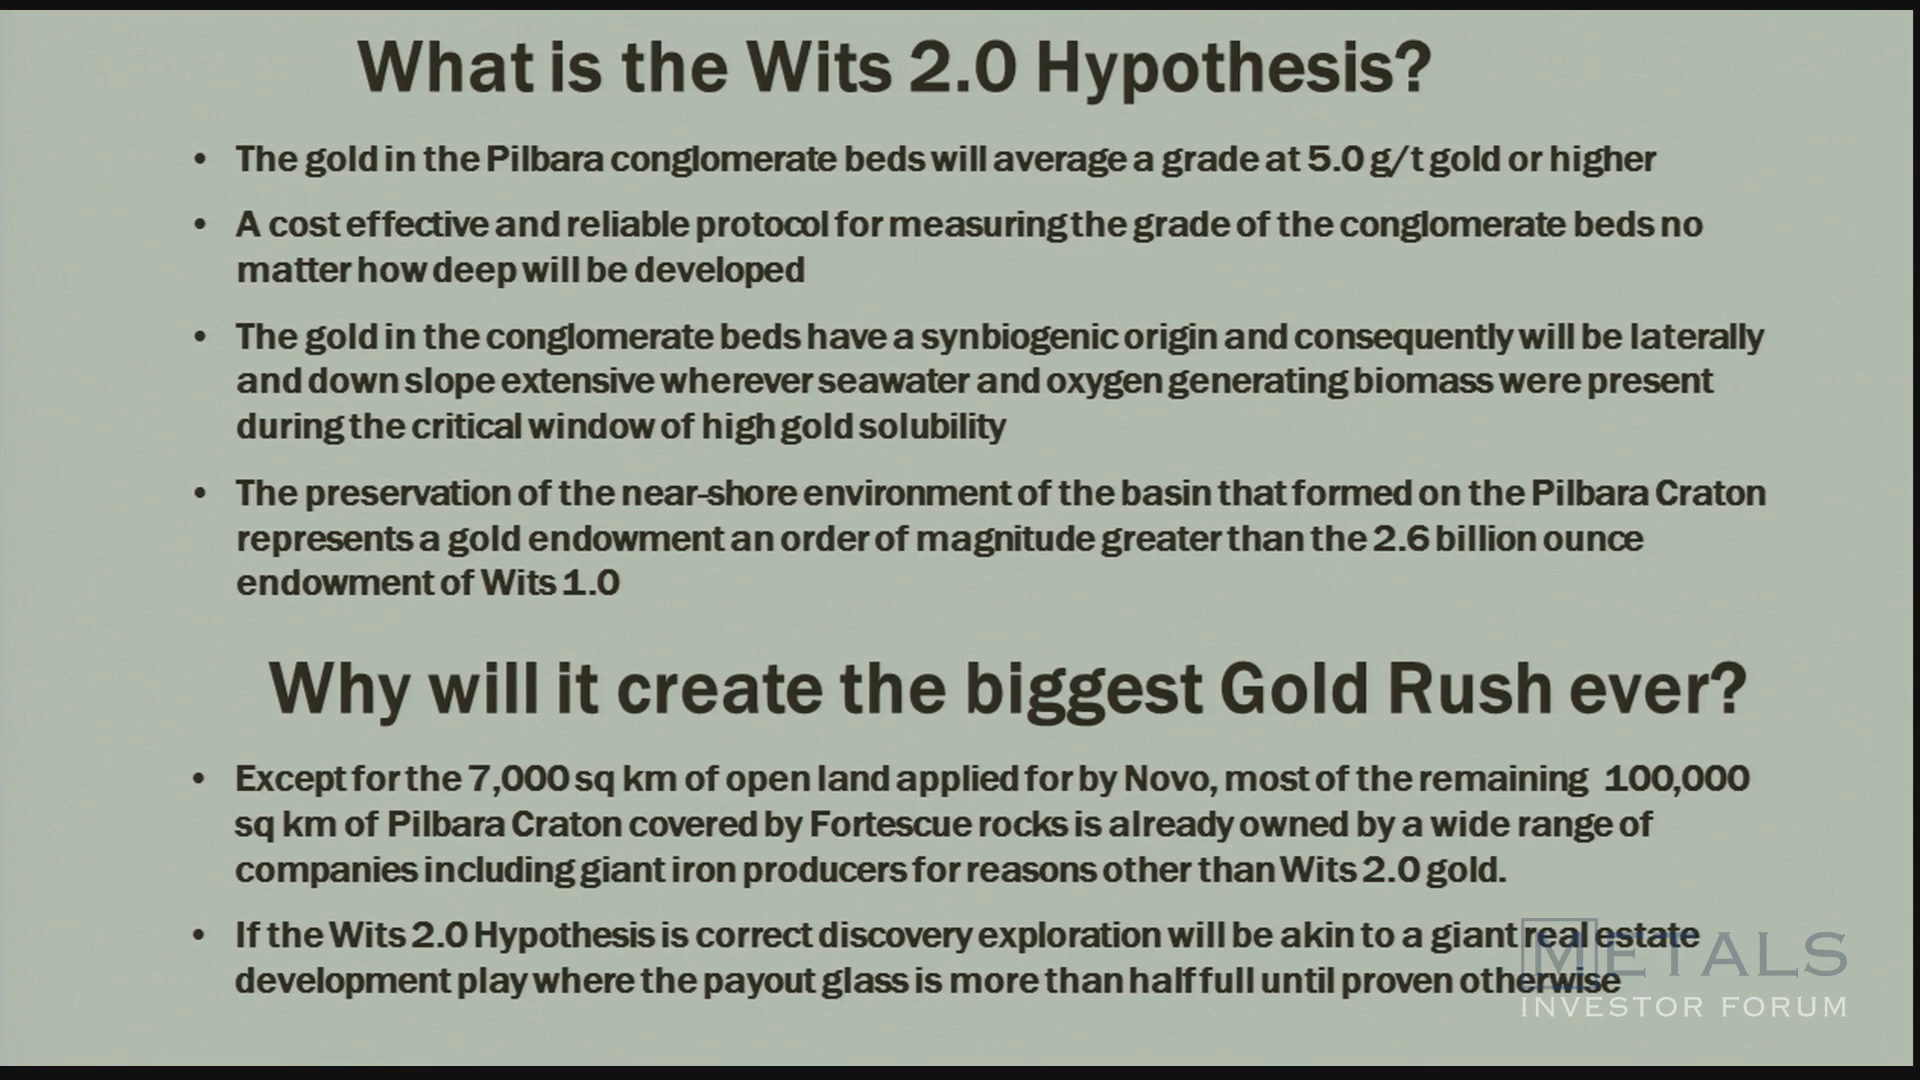 What is the Wits 2.0 Hypothesis?
• The gold in the Pilbara conglomerate beds will average a grade at 5.0 g/t gold or higher
• A cost effective and reliable protocol for measuring the grade of the conglomerate beds no
matter how deep will be developed
• The gold in the conglomerate beds have a synbiogenic origin and consequently will be laterally
and down slope extensive wherever seawater and oxygen generating biomass were present
during the critical window of high gold solubility
• The preservation of the near-shore environment of the basin that formed on the Pilbara Craton
represents a gold endowment an order of magnitude greater than the 2.6 billion ounce
endowment of Wits 1.0
Why will it create the biggest Gold Rush ever?
• Except for the 7,000 sq km of open land applied for by Novo, most of the remaining 100,000
sq km of Pilbara Craton covered by Fortescue rocks is already owned by a wide range of
companies including giant iron producers for reasons other than Wits 2.0 gold.
• If the Wits 2.0 Hypothesis is correct discovery exploration will be akin to a giant real estate
development play where the payout glass is more than half full until proven otherwise
METALS
INVESTOR FORUM